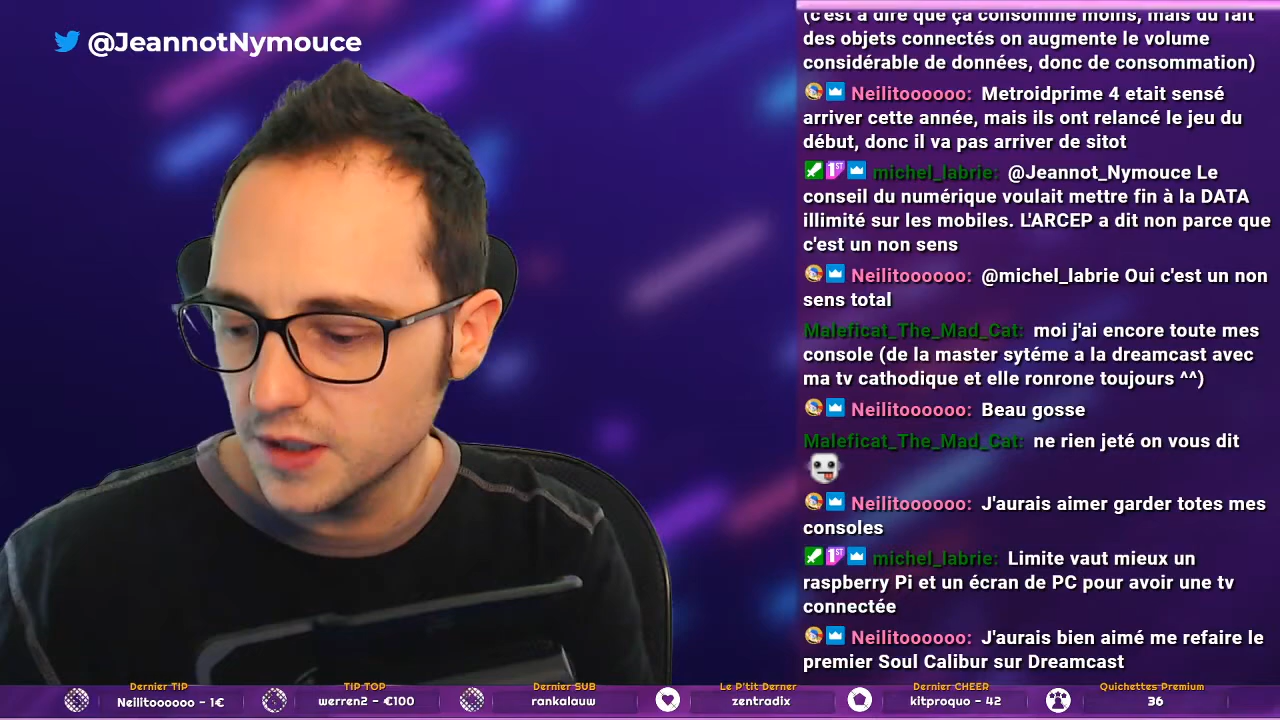 @JeannotNymouce
(c'est à dire que ça consomme moins, mais du fait
des objets connectés on augmente le volume
considérable de données, donc de consommation)
Neilitoooooo: Metroidprime 4 etait sensé
arriver cette année, mais ils ont relancé le jeu du
début, donc il va pas arriver de sitot
michel_labrie: @Jeannot_Nymouce Le
conseil du numérique voulait mettre fin à la DATA
illimité sur les mobiles. L'ARCEP a dit non parce que
c'est un non sens
Neilitoooooo: @michel_labrie Oui c'est un non
sens total
Maleficat_The_Mad_Cat: moi j'ai encore toute mes
console (de la master sytéme a la dreamcast avec
ma tv cathodique et elle ronrone toujours ^^)
Neilitoooooo: Beau gosse
Maleficat_The_Mad_Cat: ne rien jeté on vous dit
Neilitoooooo: J'aurais aimer garder totes mes
consoles
michel_labrie: Limite vaut mieux un
raspberry Pi et un écran de PC pour avoir une tv
connectée
Neilitoooooo: J'aurais bien aimé me refaire le
premier Soul Calibur sur Dreamcast
Dernier TIP
Neilitoooooo - 1€
TIP TOP
werren2 - €100
Dernier SUB
rankalauw
Le P'tit Derner
zentradix
Dernier CHEER
kitproquo - 42
Quichettes Premium
36